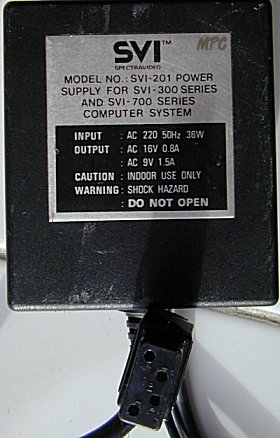 SVI™ MPC
SPECTRAVIDEO
MODEL NO.: SVI-201 POWER
SUPPLY FOR SVI-300 SERIES
AND SVI-700 SERIES
COMPUTER SYSTEM
INPUT : AC 220 50Hz 36W
OUTPUT : AC 16V 0.8A
: AC 9V 1.5A
CAUTION : INDOOR USE ONLY
WARNING : SHOCK HAZARD
: DO NOT OPEN